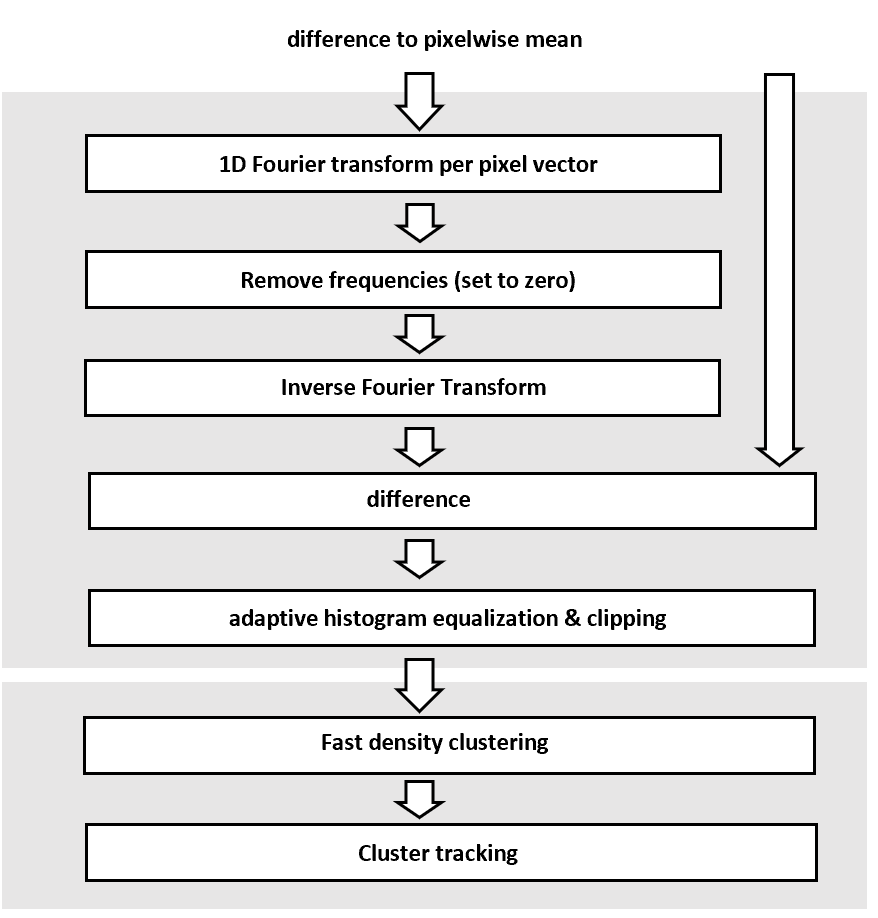 difference to pixelwise mean
1D Fourier transform per pixel vector
Remove frequencies (set to zero)
Inverse Fourier Transform
difference
adaptive histogram equalization & clipping
Fast density clustering
Cluster tracking